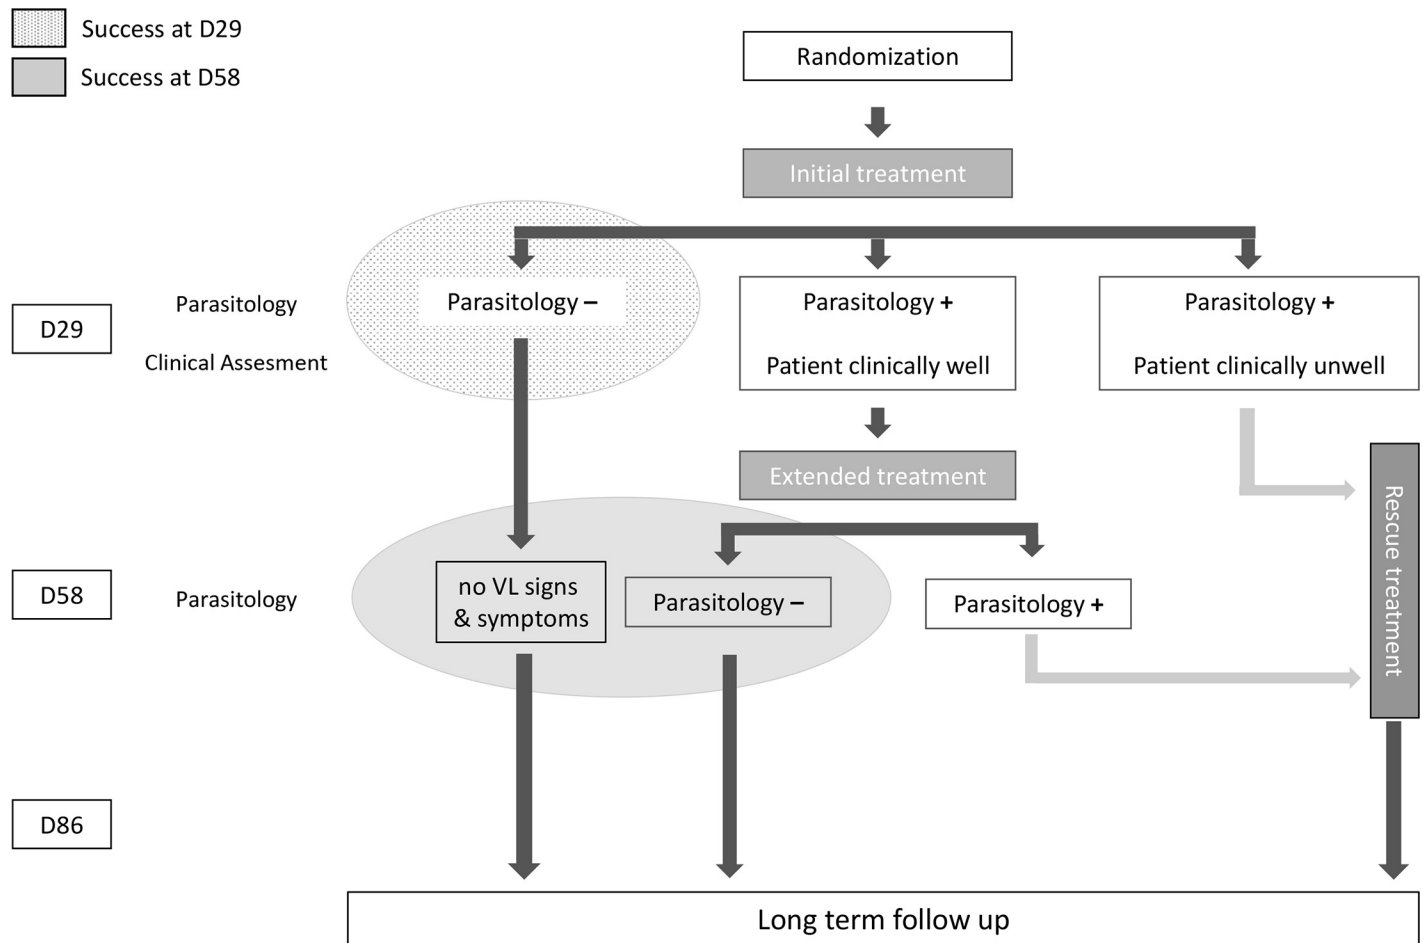 Success at D29
Success at D58
Randomization
Initial treatment
D29
Parasitology
Clinical Assesment
Parasitology –
Parasitology +
Patient clinically well
Parasitology +
Patient clinically unwell
Extended treatment
Rescue treatment
D58
Parasitology
no VL signs
& symptoms
Parasitology –
Parasitology +
D86
Long term follow up